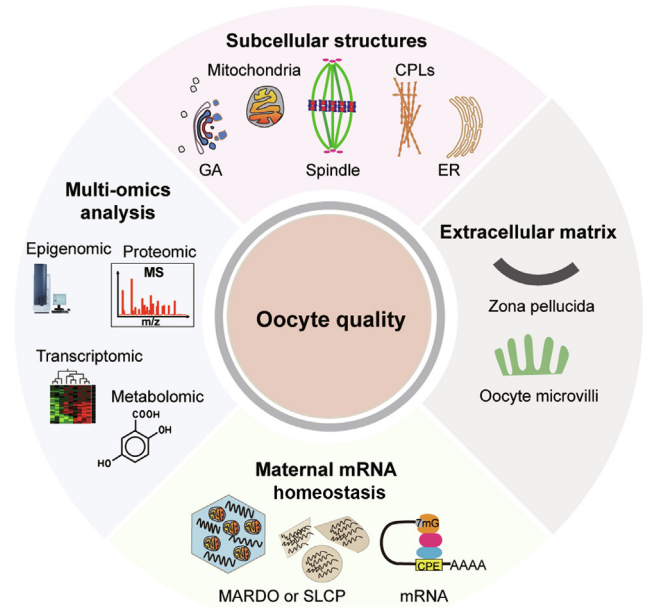 Subcellular structures
Mitochondria
CPLs
GA
Spindle
ER
Multi-omics
analysis
Epigenomic
Proteomic
MS
m/z
Transcriptomic
Metabolomic
COOH
OH
HO
Oocyte quality
Extracellular matrix
Zona pellucida
Oocyte microvilli
Maternal mRNA
homeostasis
7mG
CPE
AAAA
MARDO or SLCP
mRNA